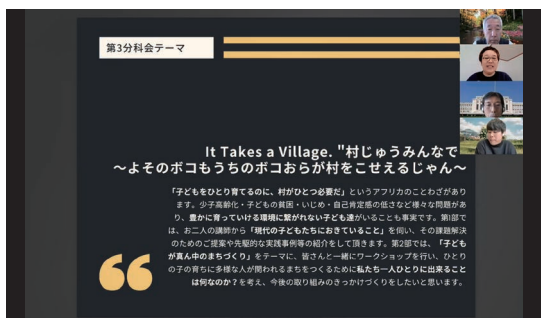 第3分科会テーマ
It Takes a Village. "村じゅうみんなで
〜よそのボコもうちのボコおらが村をこせえるじゃん〜
「子どもをひとり育てるのに、村がひとつ必要だ」というアフリカのことわざがあり
ます。少子高齢化・子どもの貧困・いじめ・自己肯定感の低さなど様々な問題があ
り、豊かに育っていける環境に繋がれない子ども達がいることも事実です。第1部で
は、お二人の講師から「現代の子どもたちにおきていること」を伺い、その課題解決
のためのご提案や先駆的な実践事例等の紹介をして頂きます。第2部では、「子ども
が真ん中のまちづくり」をテーマに、皆さんと一緒にワークショップを行い、ひとり
の子の育ちに多様な人が関われるまちをつくるために私たち一人ひとりに出来ること
は何なのか？を考え、今後の取り組みのきっかけづくりをしたいと思います。